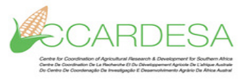 CCARDESA
Centre for Coordination of Agricultural Research & Development for Southern Africa
Centre de Coordination De La Recherche Et Du Développement Agricole De L'afrique Australe
Do Centro De Coordenação De Investigação E Desenvolvimento Agrário De África Austral